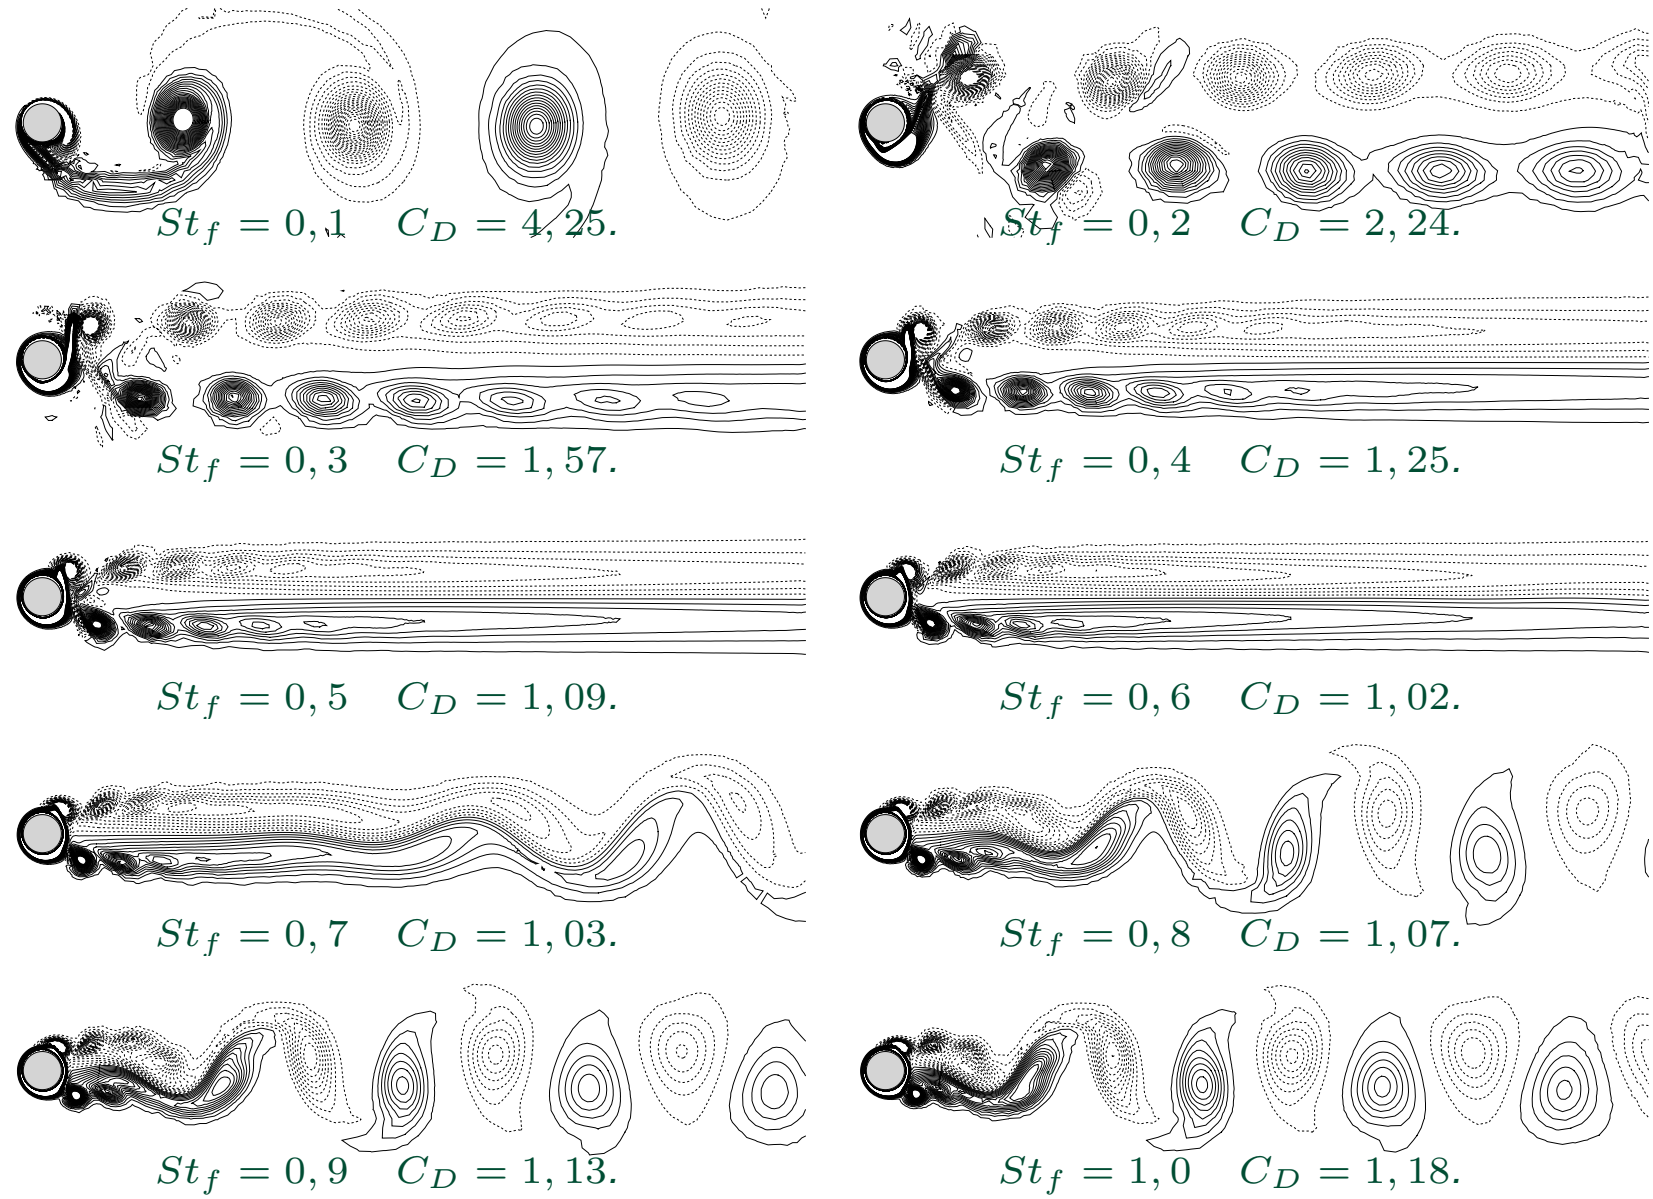 St_f = 0, 1 C_D = 4, 25.
St_f = 0, 2 C_D = 2, 24.
St_f = 0, 3 C_D = 1, 57.
St_f = 0, 4 C_D = 1, 25.
St_f = 0, 5 C_D = 1, 09.
St_f = 0, 6 C_D = 1, 02.
St_f = 0, 7 C_D = 1, 03.
St_f = 0, 8 C_D = 1, 07.
St_f = 0, 9 C_D = 1, 13.
St_f = 1, 0 C_D = 1, 18.